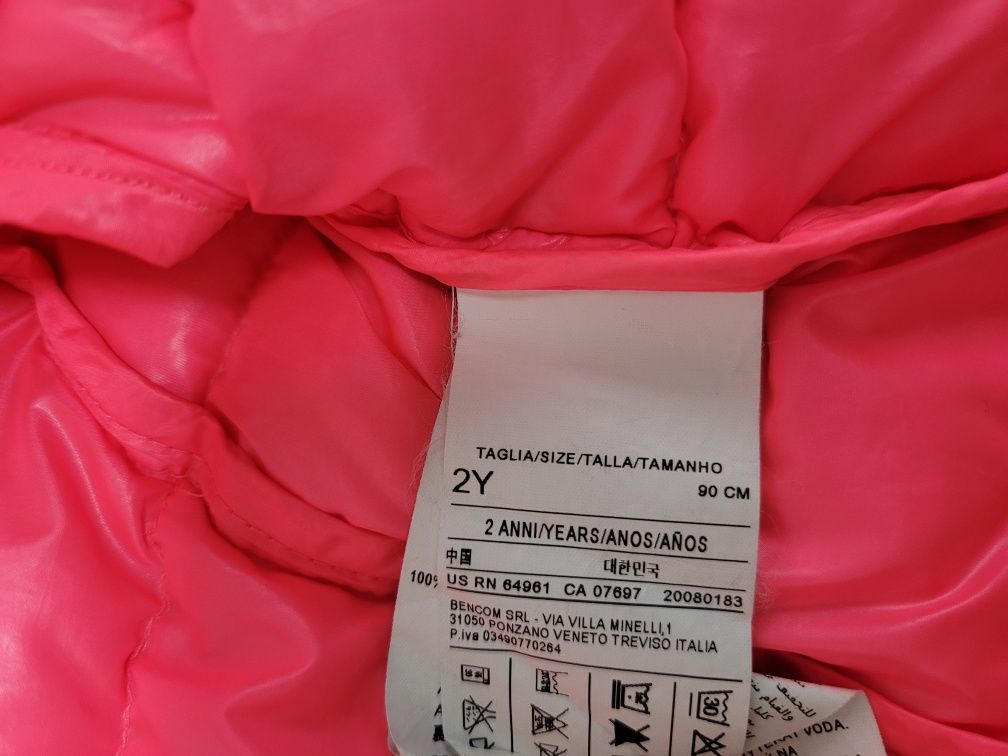 TAGLIA/SIZE/TALLA/TAMANHO
2Y 90 CM
2 ANNI/YEARS/ANOS/AÑOS
中国 대한민국
100%
US RN 64961 CA 07697 20080183
BENCOM SRL - VIA VILLA MINELLI,1
31050 PONZANO VENETO TREVISO ITALIA
P.iva 03490770264
30
VODA.